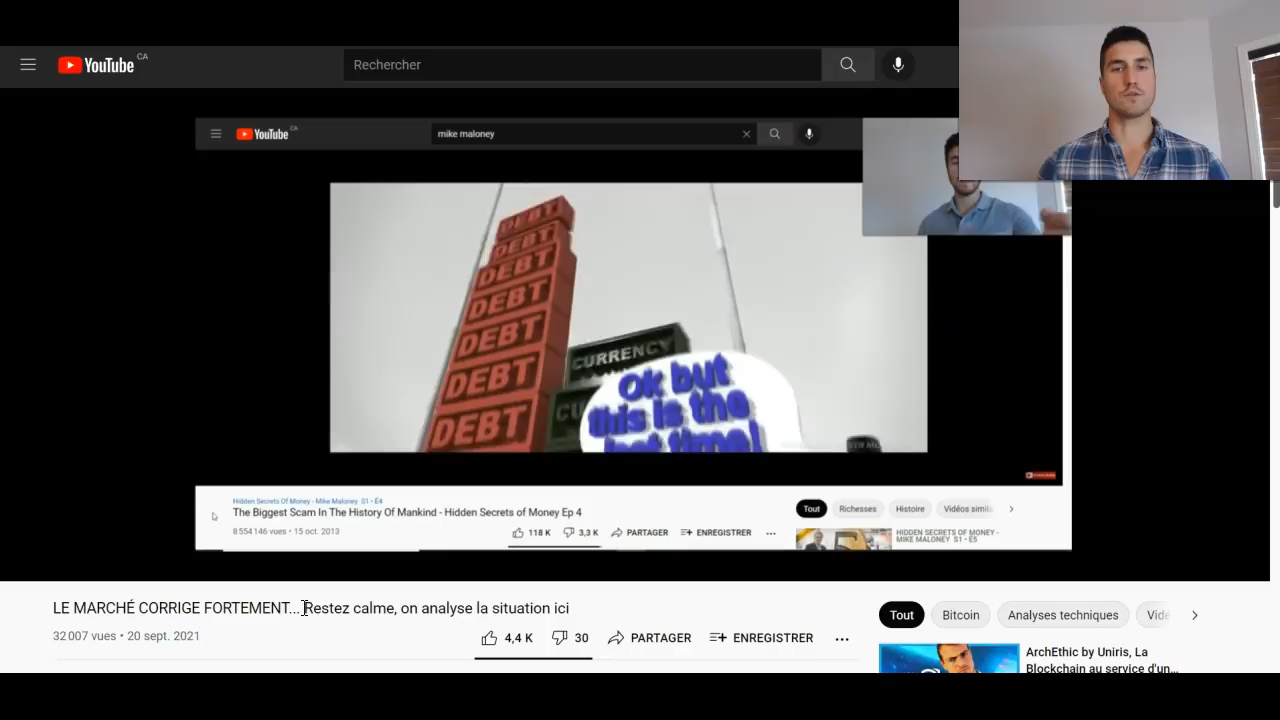 YouTube CA
Rechercher
YouTube CA
mike maloney
DEBT
DEBT
DEBT
DEBT
DEBT
DEBT
DEBT
CURRENCY
Ok but
this is the
last time!
Hidden Secrets Of Money - Mike Maloney S1 • E4
The Biggest Scam In The History Of Mankind - Hidden Secrets of Money Ep 4
8 554 146 vues • 15 oct. 2013
118 K
3,3 K
PARTAGER
ENREGISTRER
Tout
Richesses
Histoire
HIDDEN SECRETS OF MONEY -
MIKE MALONEY S1 • E5
LE MARCHÉ CORRIGE FORTEMENT... Restez calme, on analyse la situation ici
32 007 vues • 20 sept. 2021
4,4 K
30
PARTAGER
ENREGISTRER
Tout
Bitcoin
Analyses techniques
ArchEthic by Uniris, La
Blockchain au service d'un...